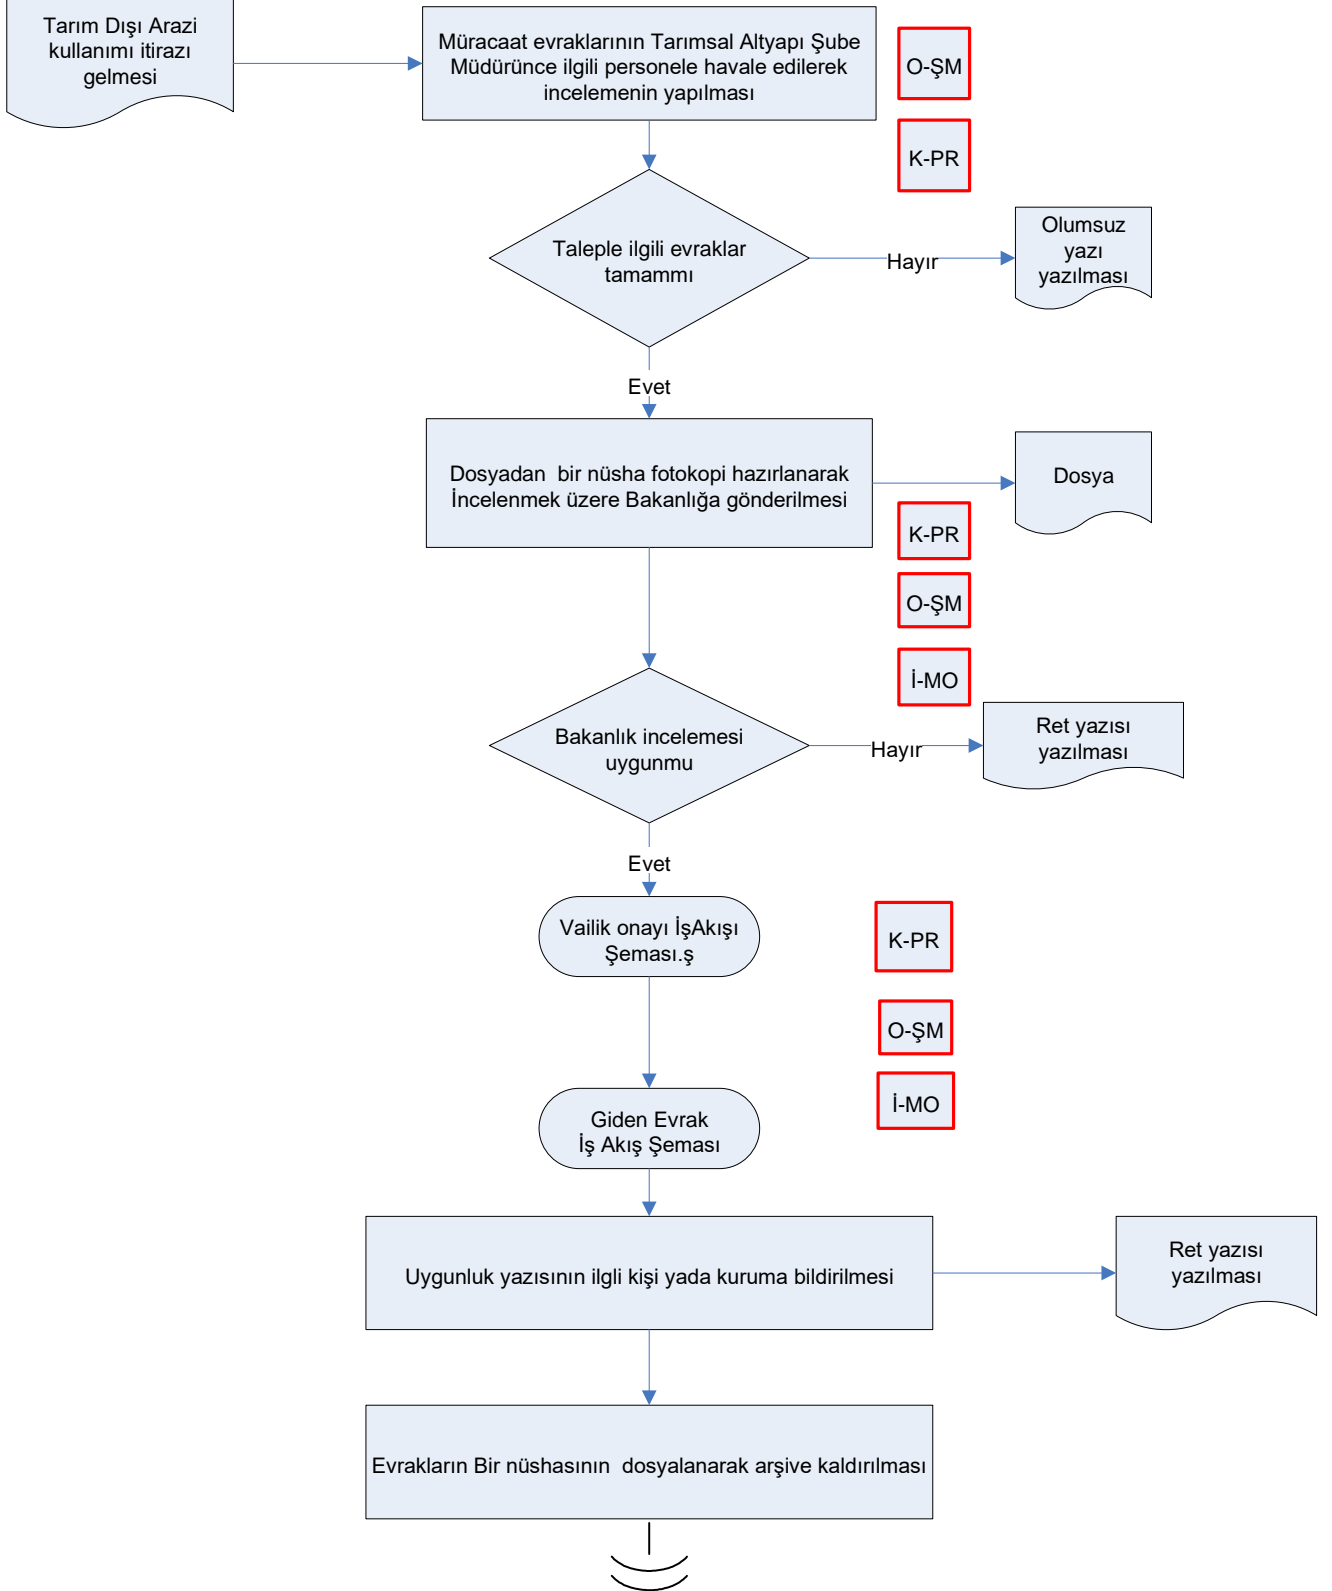 Tarım Dışı Arazi
kullanımı itirazı
gelmesi
Müracaat evraklarının Tarımsal Altyapı Şube
Müdürünce ilgili personele havale edilerek
incelemenin yapılması
O-ŞM
K-PR
Taleple ilgili evraklar
tamammı
Hayır
Olumsuz
yazı
yazılması
Evet
Dosyadan  bir nüsha fotokopi hazırlanarak
İncelenmek üzere Bakanlığa gönderilmesi
Dosya
K-PR
O-ŞM
İ-MO
Bakanlık incelemesi
uygunmu
Hayır
Ret yazısı
yazılması
Evet
Vailik onayı İşAkışı
Şeması.ş
K-PR
O-ŞM
İ-MO
Giden Evrak
İş Akış Şeması
Uygunluk yazısının ilgli kişi yada kuruma bildirilmesi
Ret yazısı
yazılması
Evrakların Bir nüshasının  dosyalanarak arşive kaldırılması